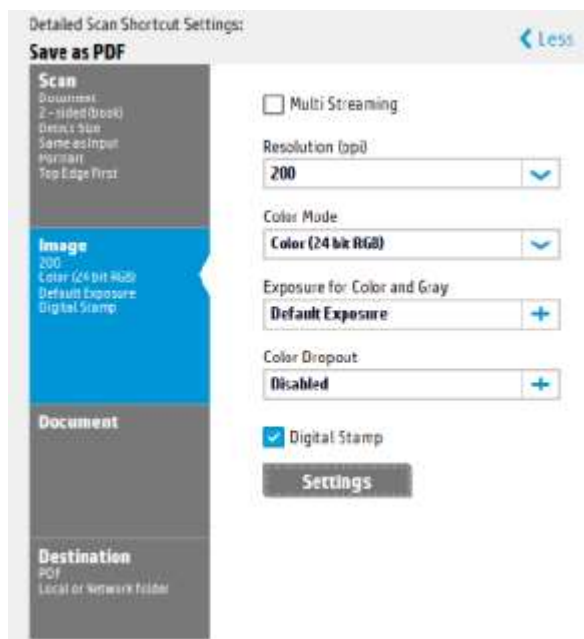 Detailed Scan Shortcut Settings:
Save as PDF
Less
Scan
Document
2-sided (book)
Detect Size
Same as Input
Portrait
Top Edge First
Image
200
Color (24 bit RGB)
Default Exposure
Digital Stamp
Document
Destination
PDF
Local or Network folder
Multi Streaming
Resolution (ppi)
200
Color Mode
Color (24 bit RGB)
Exposure for Color and Gray
Default Exposure
Color Dropout
Disabled
Digital Stamp
Settings